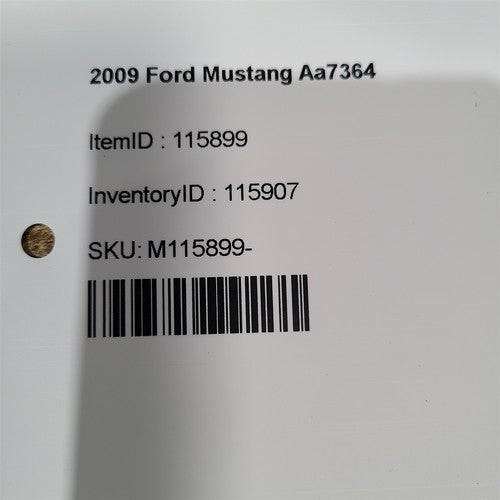 2009 Ford Mustang Aa7364
ItemID : 115899
InventoryID : 115907
SKU: M115899-